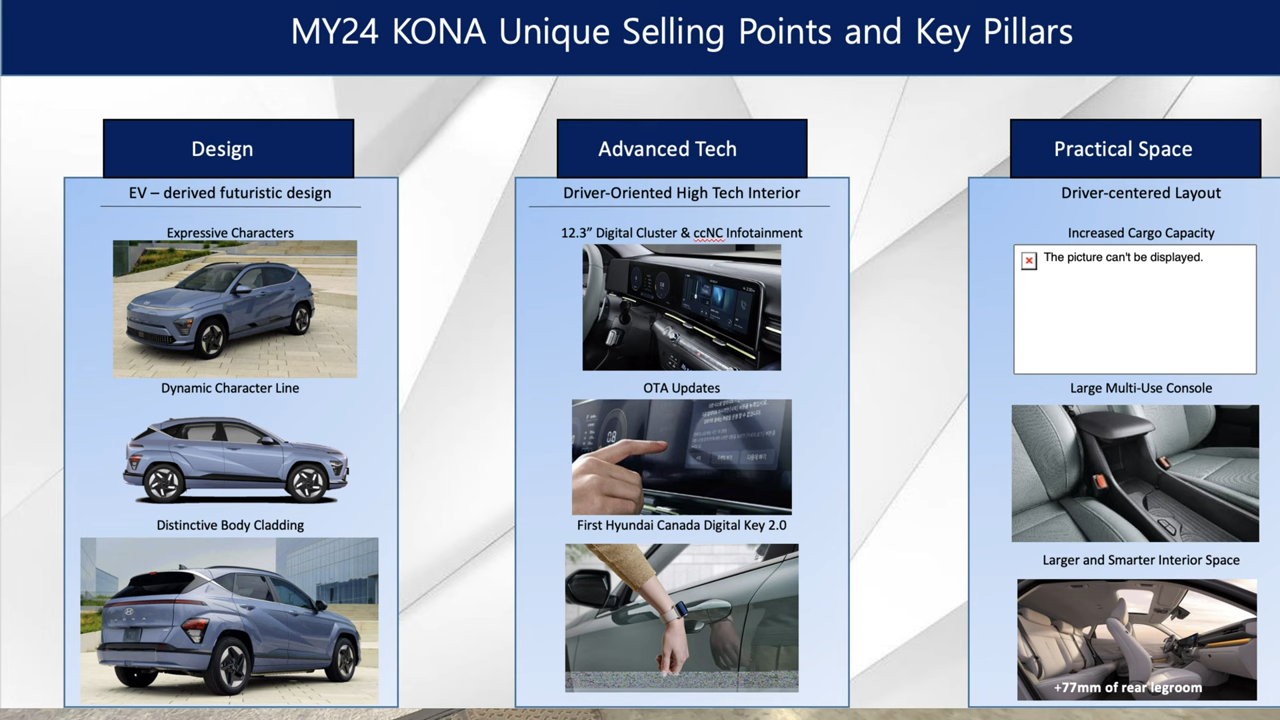 MY24 KONA Unique Selling Points and Key Pillars
Design
EV – derived futuristic design
Expressive Characters
Dynamic Character Line
Distinctive Body Cladding
Advanced Tech
Driver-Oriented High Tech Interior
12.3” Digital Cluster & ccNC Infotainment
OTA Updates
08
First Hyundai Canada Digital Key 2.0
Practical Space
Driver-centered Layout
Increased Cargo Capacity
The picture can't be displayed.
Large Multi-Use Console
Larger and Smarter Interior Space
+77mm of rear legroom